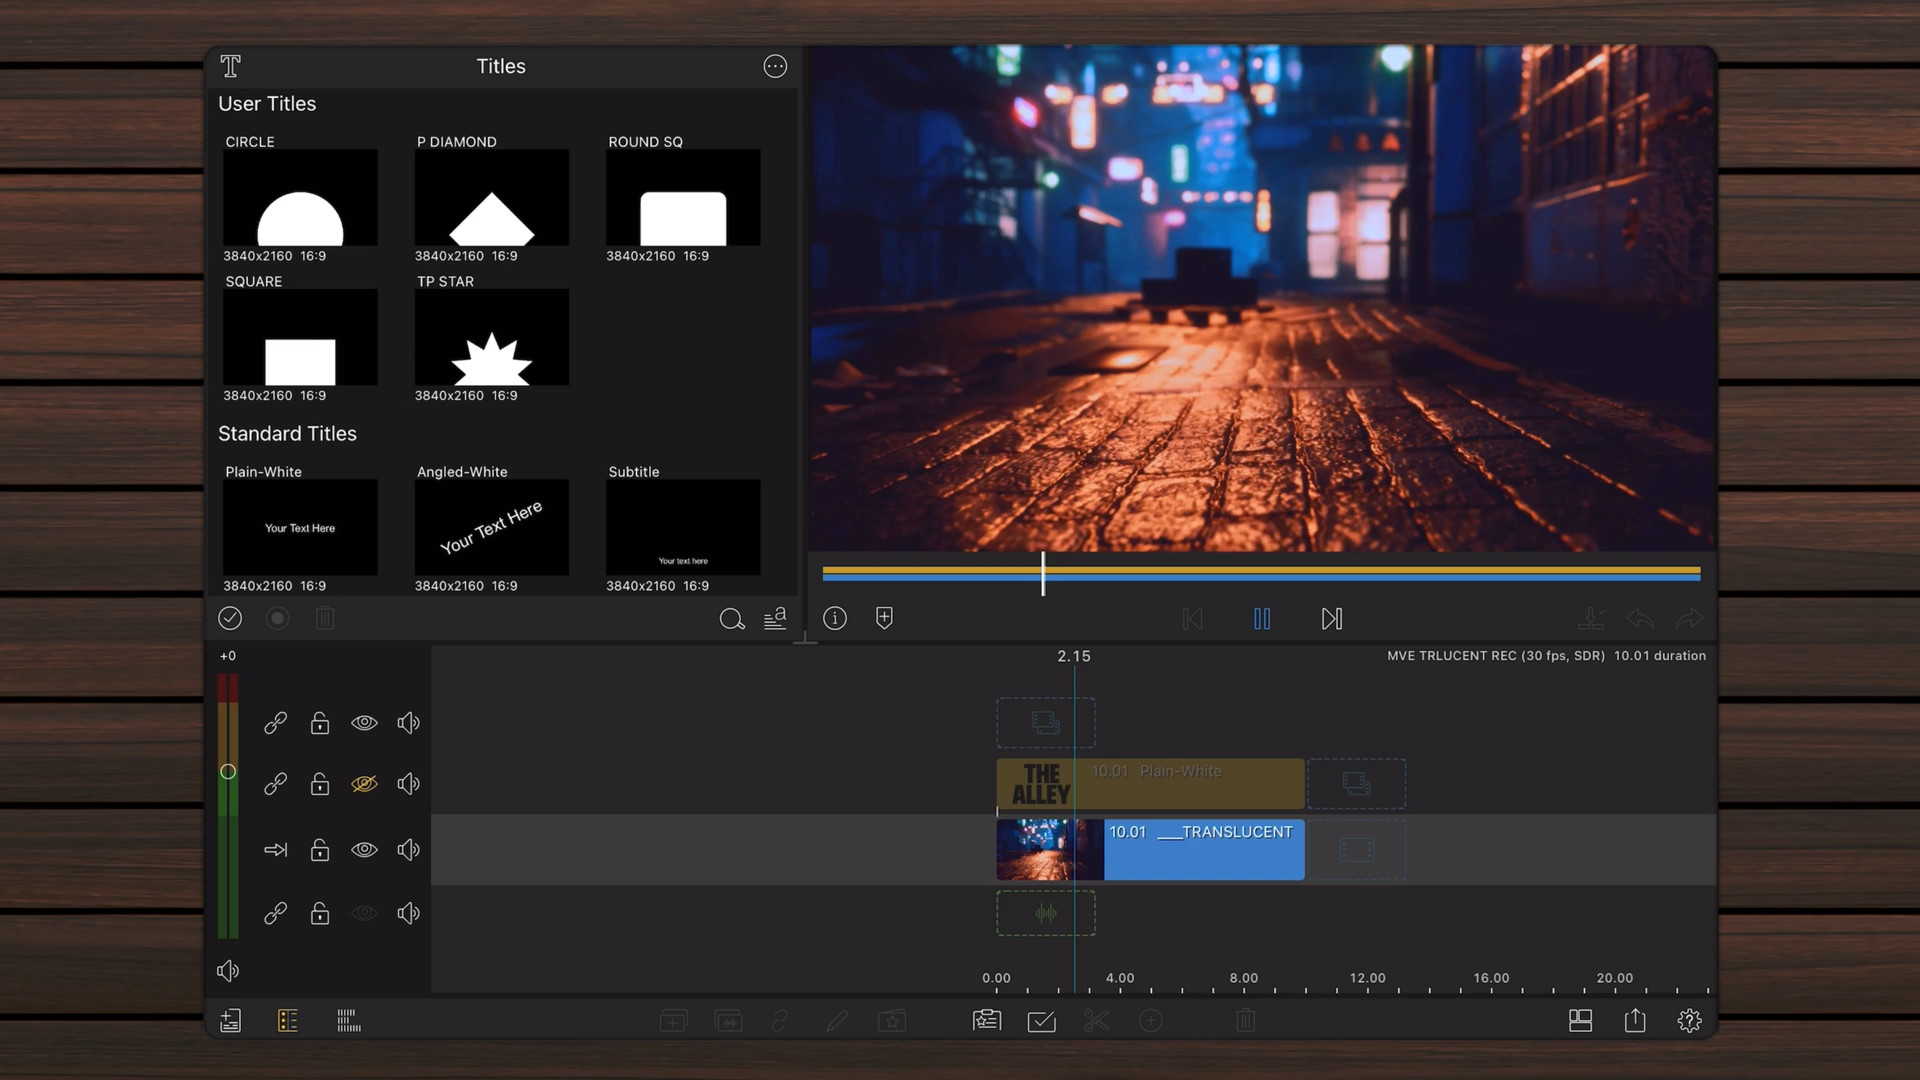 Titles
User Titles
CIRCLE
P DIAMOND
ROUND SQ
3840x2160 16:9
3840x2160 16:9
3840x2160 16:9
SQUARE
TP STAR
3840x2160 16:9
3840x2160 16:9
Standard Titles
Plain-White
Angled-White
Subtitle
Your Text Here
Your Text Here
Your text here
3840x2160 16:9
3840x2160 16:9
3840x2160 16:9
+0
2.15
MVE TRLUCENT REC (30 fps, SDR) 10.01 duration
THE
ALLEY
10.01 Plain-White
10.01 ___TRANSLUCENT
0.00 4.00 8.00 12.00 16.00 20.00